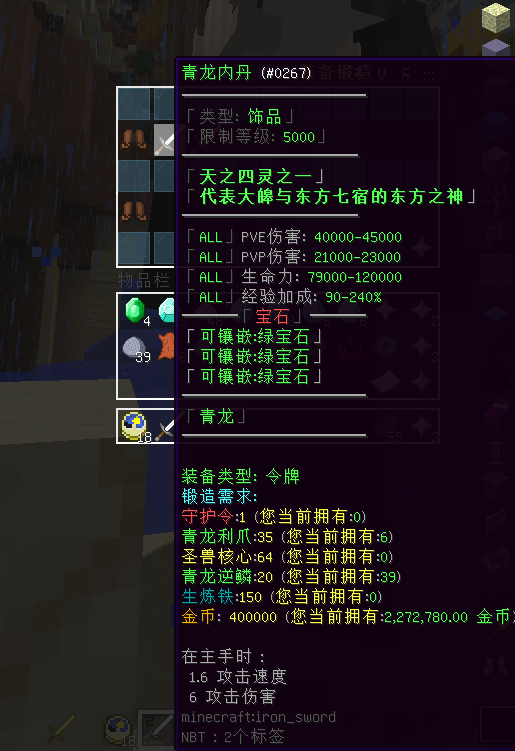 青龙内丹 (#0267)
「类型: 饰品」
「限制等级: 5000」
「天之四灵之一」
「代表大皞与东方七宿的东方之神」
「ALL」PVE伤害: 40000-45000
「ALL」PVP伤害: 21000-23000
「ALL」生命力: 79000-120000
「ALL」经验加成: 90-240%
「宝石」
「可镶嵌:绿宝石」
「可镶嵌:绿宝石」
「可镶嵌:绿宝石」
「青龙」
装备类型: 令牌
锻造需求:
守护令:1 (您当前拥有:0)
青龙利爪:35 (您当前拥有:6)
圣兽核心:64 (您当前拥有:0)
青龙逆鳞:20 (您当前拥有:39)
生炼铁:150 (您当前拥有:0)
金币: 400000 (您当前拥有:2,272,780.00 金币
在主手时：
1.6 攻击速度
6 攻击伤害
minecraft:iron_sword
NBT : 2个标签
物品栏
4
39
18
55
2
18